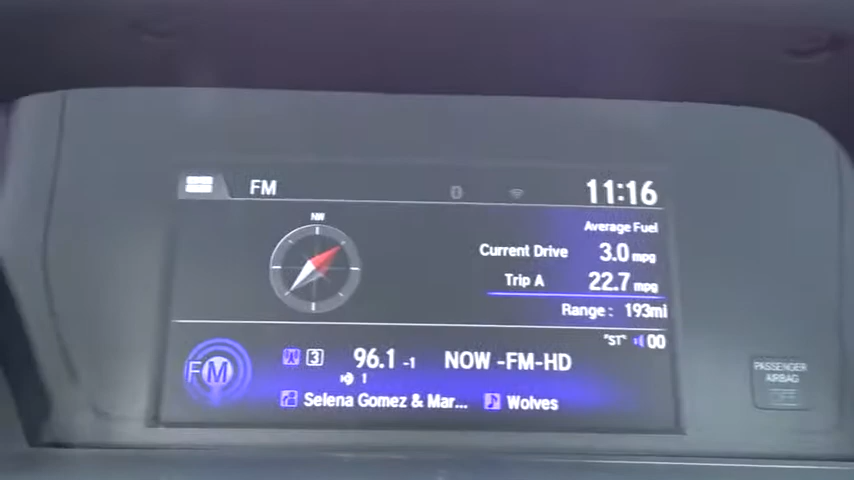 FM 11:16
NW
Average Fuel
Current Drive 3.0 mpg
Trip A 22.7 mpg
Range : 193mi
"ST" 00
FM 3 96.1 -1 NOW -FM-HD
1
Selena Gomez & Mar... Wolves
PASSENGER
AIRBAG
OFF